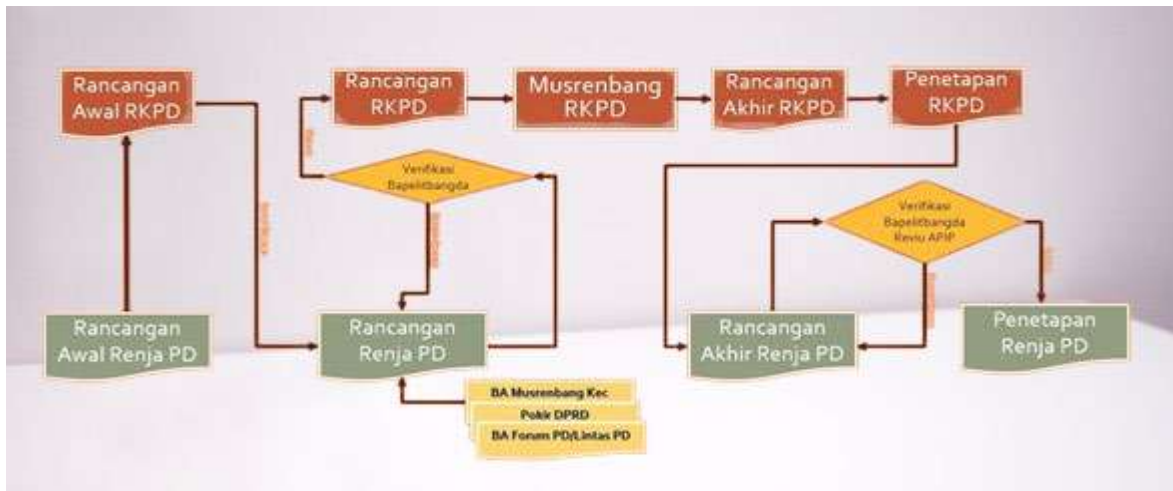 Rancangan
Awal RKPD
Rancangan
RKPD
Musrenbang
RKPD
Rancangan
Akhir RKPD
Penetapan
RKPD
Verifikasi
Bapelitbangda
Verifikasi
Bapelitbangda
Reviu APIP
Rancangan
Awal Renja PD
Rancangan
Renja PD
Rancangan
Akhir Renja PD
Penetapan
Renja PD
BA Musrenbang Kec
Pokir DPRD
BA Forum PD/Lintas PD